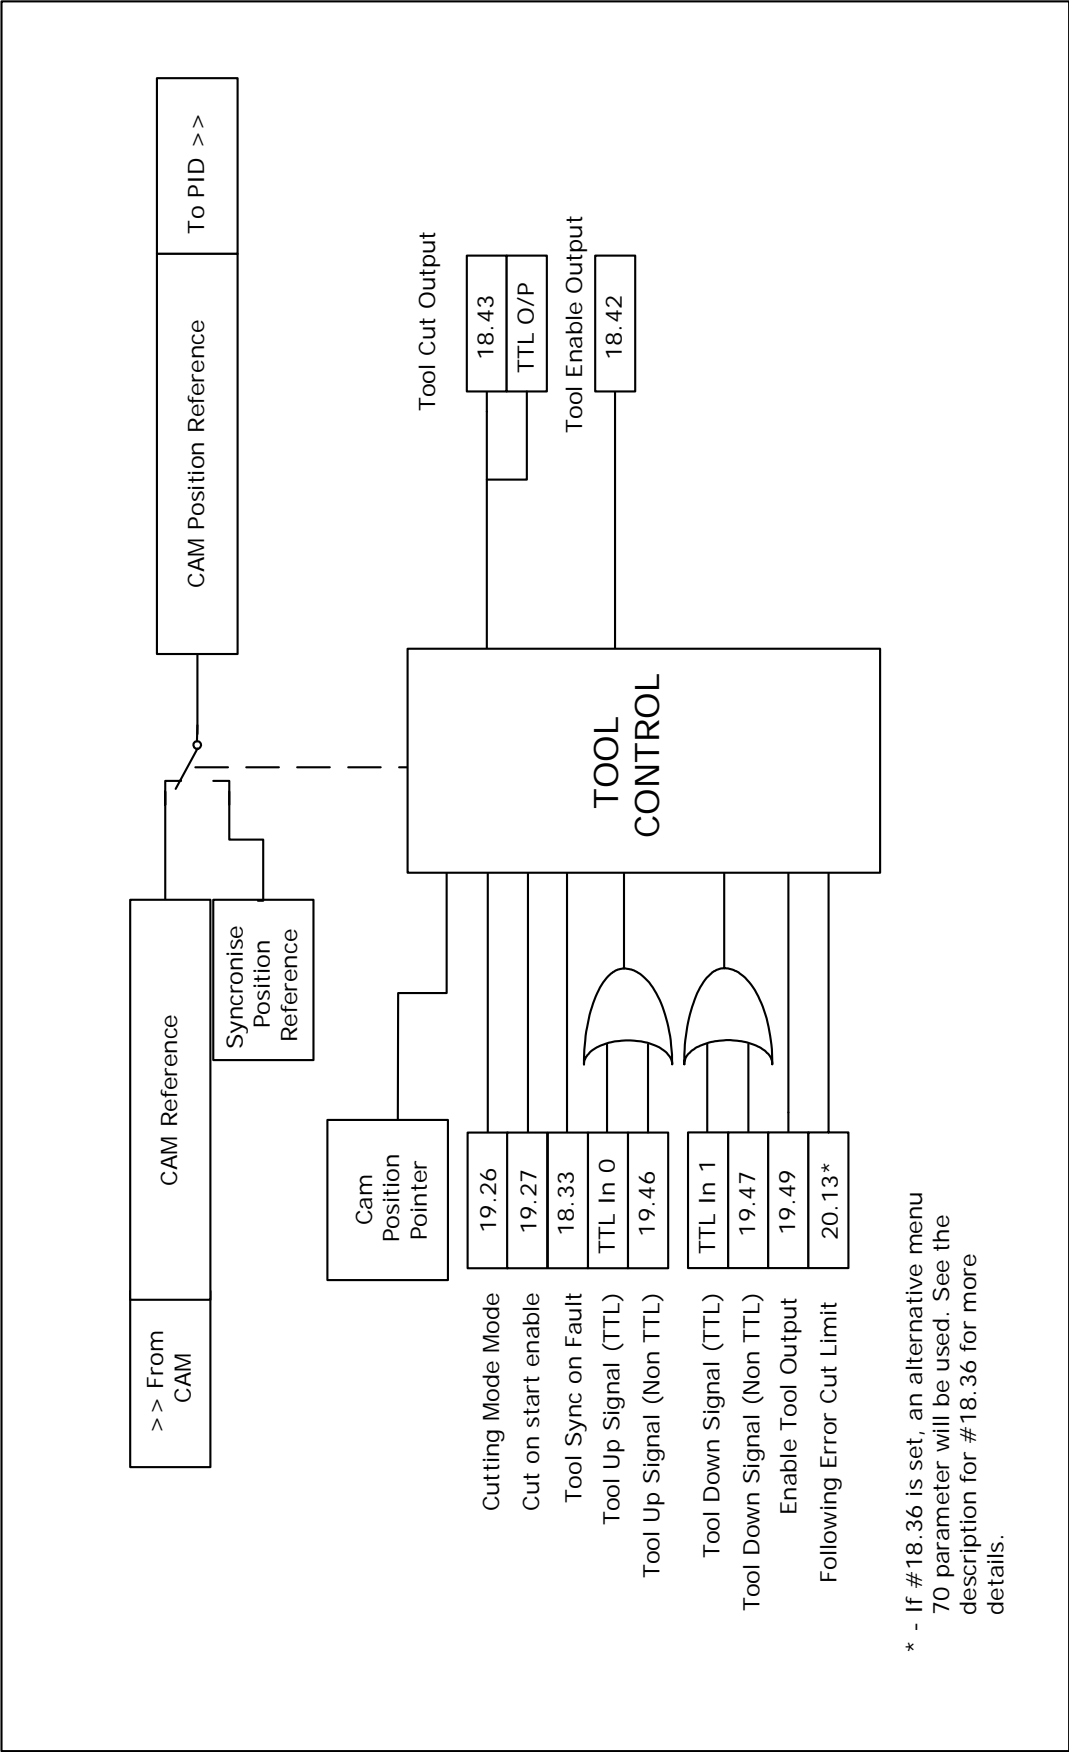 >> From
CAM
CAM Reference
Syncronise
Position
Reference
CAM Position Reference
To PID >>
Cam
Position
Pointer
Cutting Mode Mode
19.26
Cut on start enable
19.27
Tool Sync on Fault
18.33
Tool Up Signal (TTL)
TTL In 0
Tool Up Signal (Non TTL)
19.46
Tool Down Signal (TTL)
TTL In 1
Tool Down Signal (Non TTL)
19.47
Enable Tool Output
19.49
Following Error Cut Limit
20.13*
TOOL
CONTROL
Tool Cut Output
18.43
TTL O/P
Tool Enable Output
18.42
* - If #18.36 is set, an alternative menu
70 parameter will be used. See the
description for #18.36 for more
details.